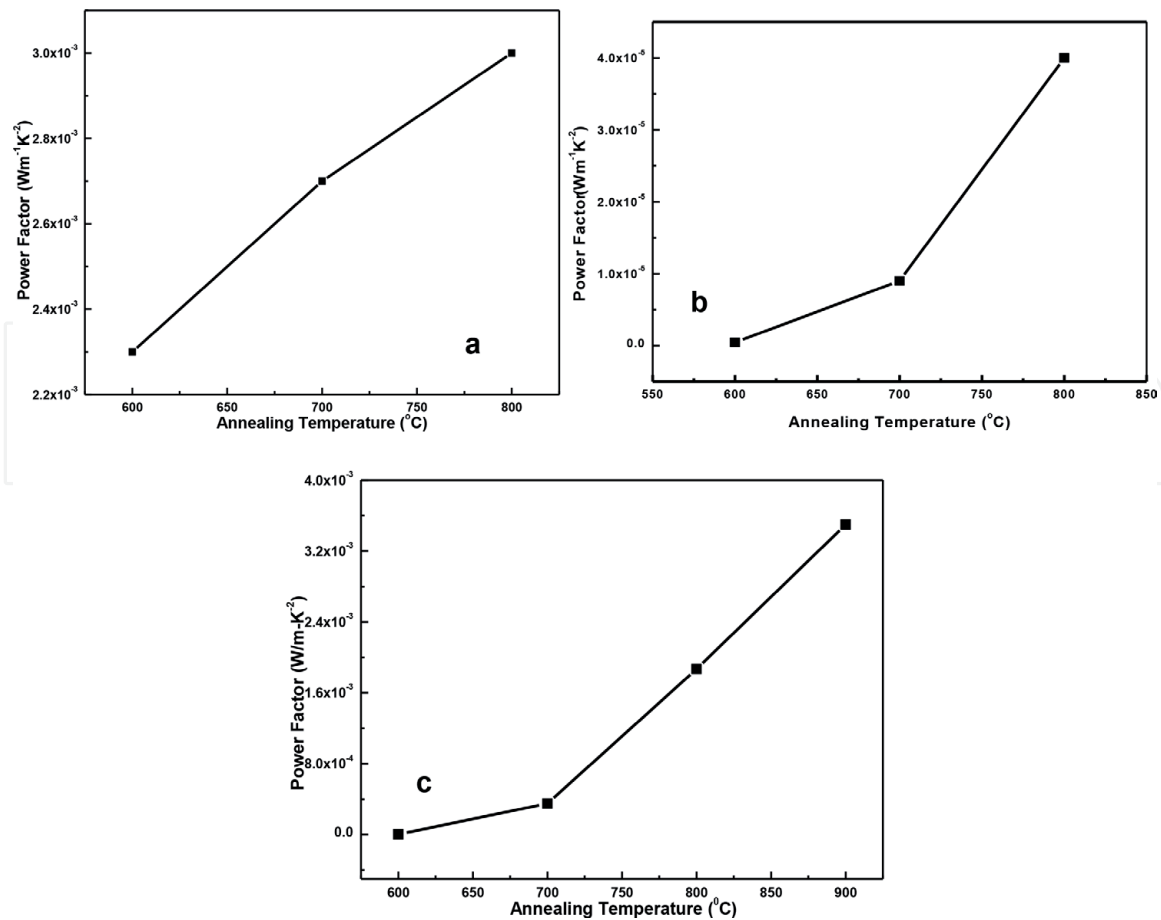 3.0x10⁻³
2.8x10⁻³
2.6x10⁻³
2.4x10⁻³
2.2x10⁻³
Power Factor (Wm⁻¹K⁻²)
a
600 650 700 750 800
Annealing Temperature (°C)
4.0x10⁻⁵
3.0x10⁻⁵
2.0x10⁻⁵
1.0x10⁻⁵
0.0
Power Factor(Wm⁻¹K⁻²)
b
550 600 650 700 750 800 850
Annealing Temperature (°C)
4.0x10⁻³
3.2x10⁻³
2.4x10⁻³
1.6x10⁻³
8.0x10⁻⁴
0.0
Power Factor (W/m-K⁻²)
c
600 650 700 750 800 850 900
Annealing Temperature (⁰C)